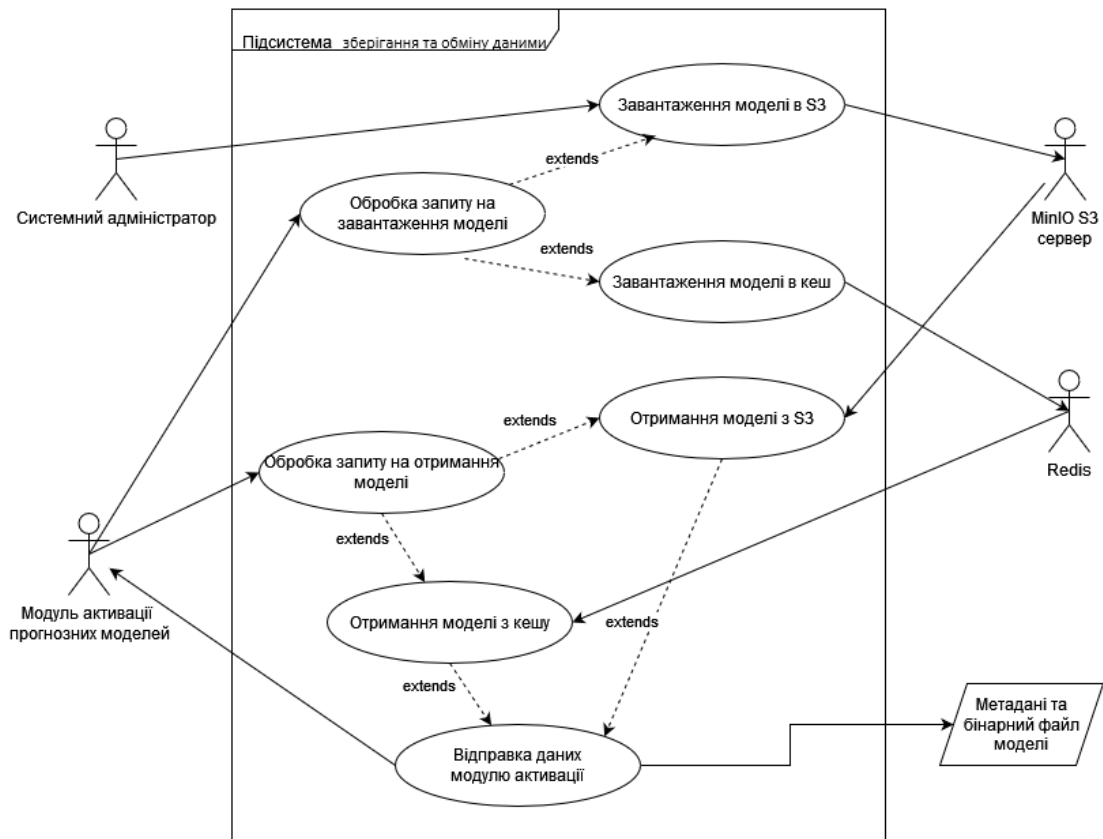 Підсистема зберігання та обміну даними
Завантаження моделі в S3
extends
Системний адміністратор
Обробка запиту на
завантаження моделі
MinIO S3
сервер
extends
Завантаження моделі в кеш
extends
Отримання моделі з S3
Обробка запиту на отримання
моделі
Redis
extends
Модуль активації
прогнозних моделей
Отримання моделі з кешу
extends
extends
Метадані та
бінарний файл
моделі
Відправка даних
модулю активації